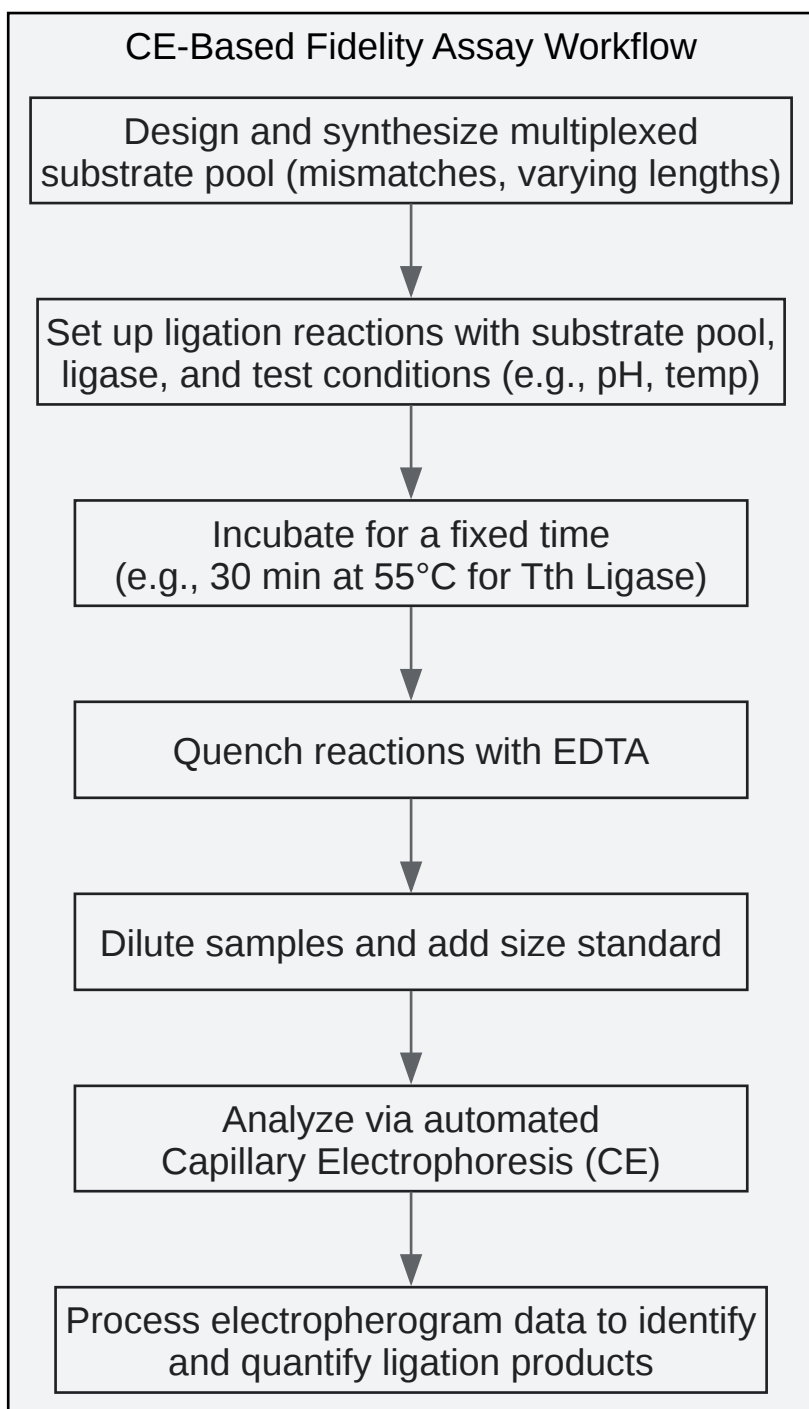 CE-Based Fidelity Assay Workflow
Design and synthesize multiplexed
substrate pool (mismatches, varying lengths)
Set up ligation reactions with substrate pool,
ligase, and test conditions (e.g., pH, temp)
Incubate for a fixed time
(e.g., 30 min at 55°C for Tth Ligase)
Quench reactions with EDTA
Dilute samples and add size standard
Analyze via automated
Capillary Electrophoresis (CE)
Process electropherogram data to identify
and quantify ligation products